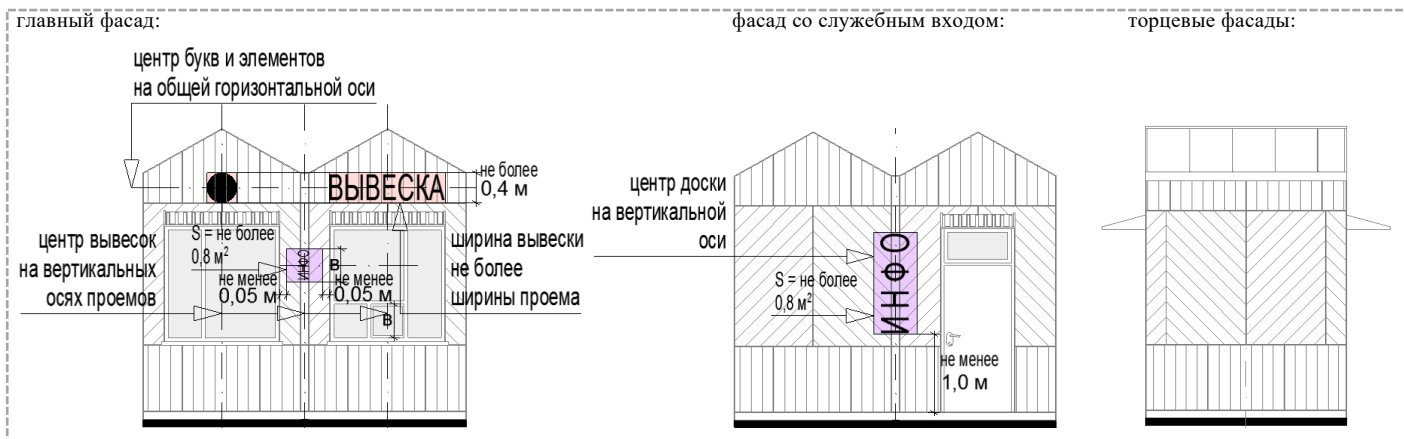 главный фасад:
фасад со служебным входом:
торцевые фасады:
центр букв и элементов
на общей горизонтальной оси
не более
0,4 м
ВЫВЕСКА
центр вывесок
на вертикальных
осях проемов
S = не более
0,8 м²
ИНФО
В
не менее
0,05 м
не менее
0,05 м
В
ширина вывески
не более
ширины проема
центр доски
на вертикальной
оси
S = не более
0,8 м²
ИНФО
не менее
1,0 м